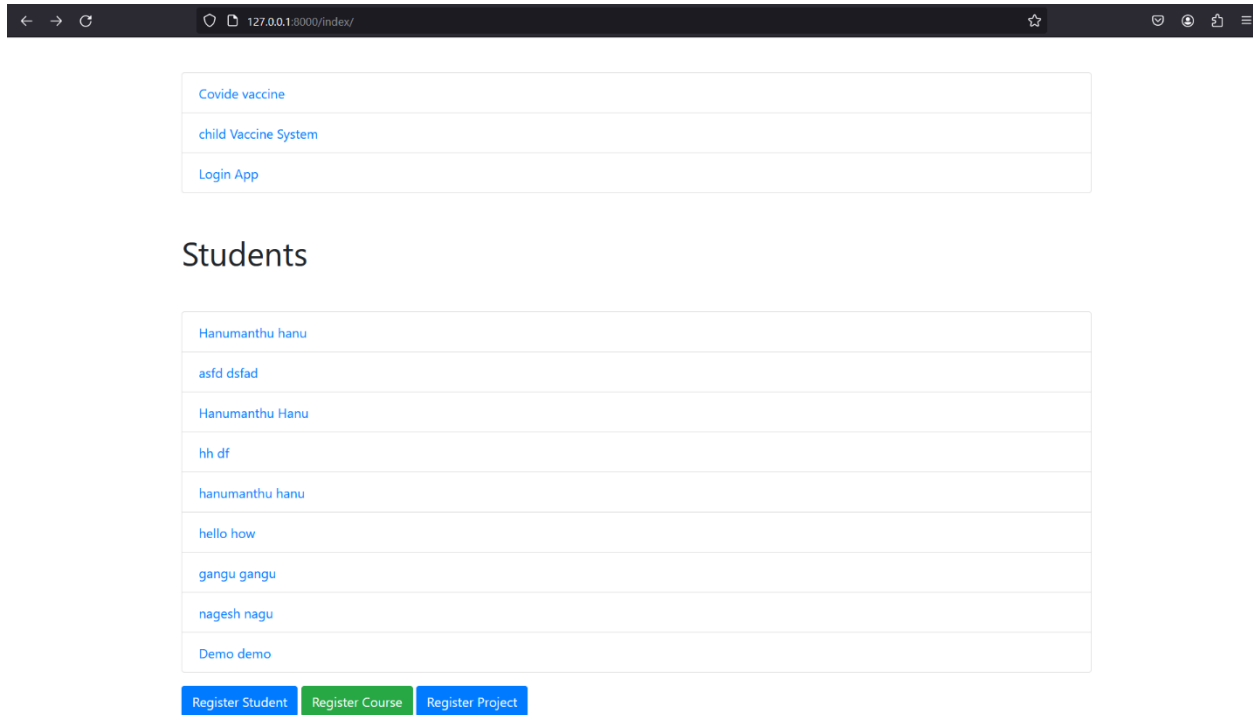 127.0.0.1:8000/index/
Covide vaccine
child Vaccine System
Login App
Students
Hanumanthu hanu
asfd dsfad
Hanumanthu Hanu
hh df
hanumanthu hanu
hello how
gangu gangu
nagesh nagu
Demo demo
Register Student Register Course Register Project